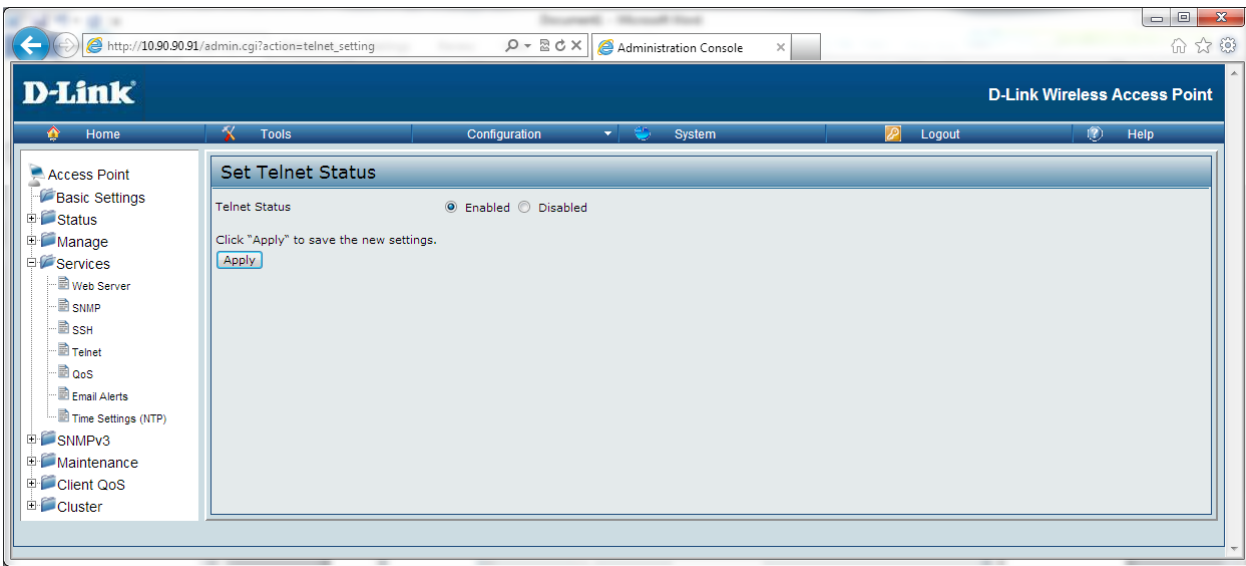 http://10.90.90.91/admin.cgi?action=telnet_setting
Administration Console
D-Link
D-Link Wireless Access Point
Home Tools Configuration System Logout Help
Access Point
Basic Settings
Status
Manage
Services
Web Server
SNMP
SSH
Telnet
QoS
Email Alerts
Time Settings (NTP)
SNMPv3
Maintenance
Client QoS
Cluster
Set Telnet Status
Telnet Status Enabled Disabled
Click "Apply" to save the new settings.
Apply